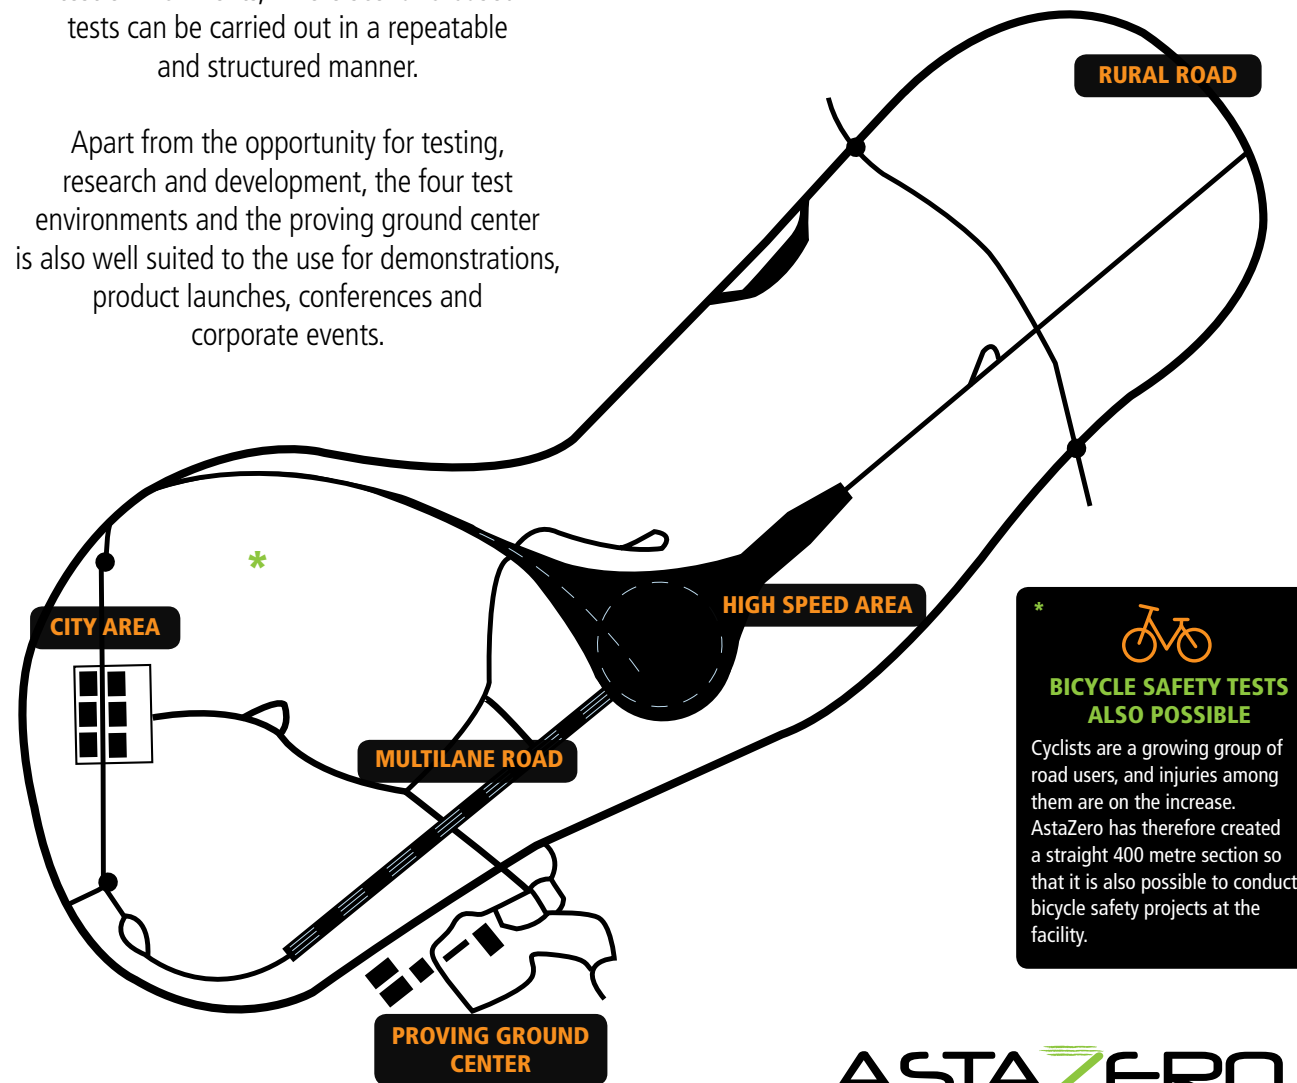 tests can be carried out in a repeatable
and structured manner.
Apart from the opportunity for testing,
research and development, the four test
environments and the proving ground center
is also well suited to the use for demonstrations,
product launches, conferences and
corporate events.
RURAL ROAD
*
CITY AREA
HIGH SPEED AREA
MULTILANE ROAD
PROVING GROUND
CENTER
*
BICYCLE SAFETY TESTS
ALSO POSSIBLE
Cyclists are a growing group of
road users, and injuries among
them are on the increase.
AstaZero has therefore created
a straight 400 metre section so
that it is also possible to conduct
bicycle safety projects at the
facility.
ASTAZERO